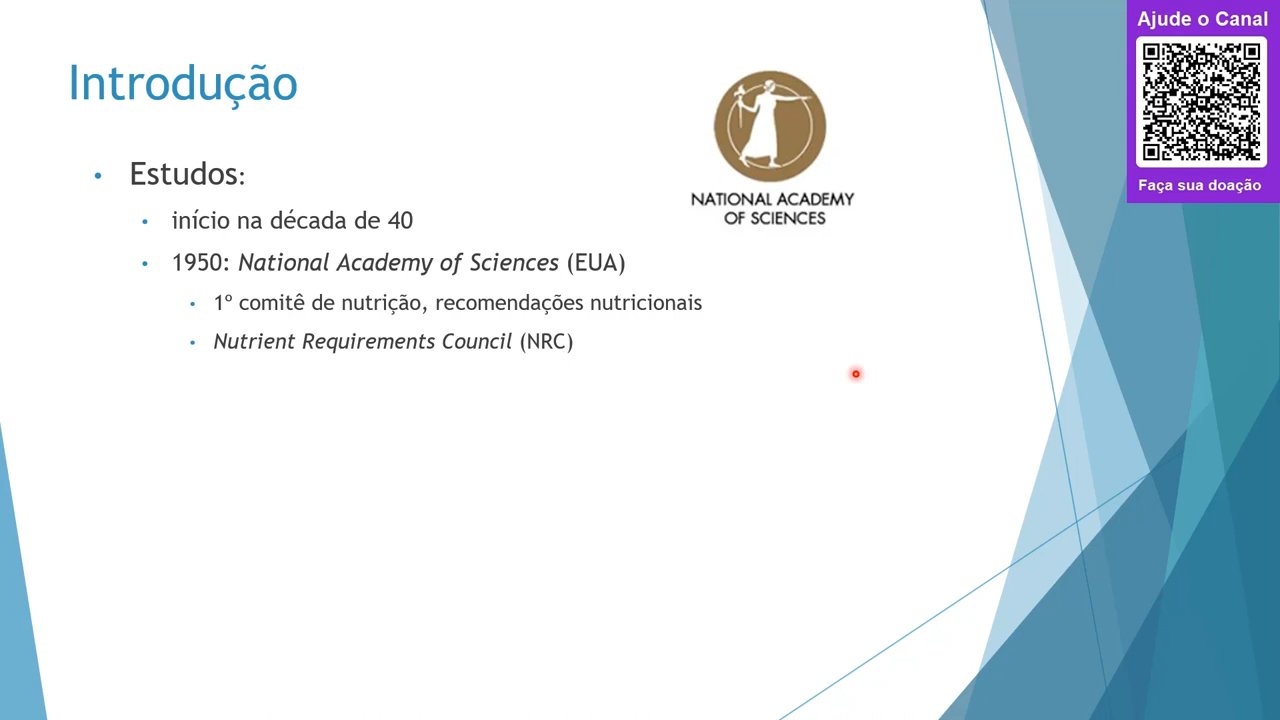 Ajude o Canal
Introdução
NATIONAL ACADEMY
OF SCIENCES
Faça sua doação
• Estudos:
• início na década de 40
• 1950: National Academy of Sciences (EUA)
• 1º comitê de nutrição, recomendações nutricionais
• Nutrient Requirements Council (NRC)